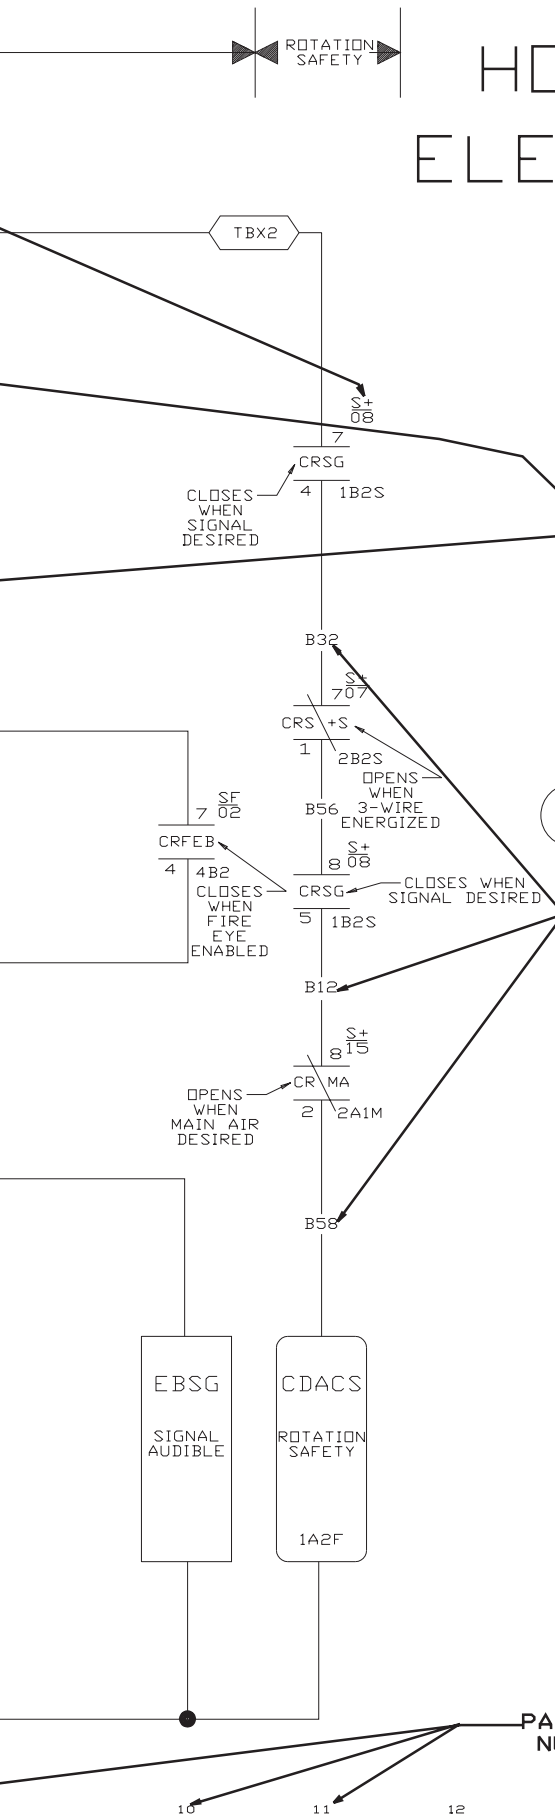 ROTATION
SAFETY
HO
ELE
TBX2
S+
08
7
CRSG
4 1B2S
CLOSES
WHEN
SIGNAL
DESIRED
B32
S+
07
7
CRS +S
1
2B2S
OPENS
WHEN
3-WIRE
ENERGIZED
B56
7 SF
02
CRFEB
4 4B2
CLOSES
WHEN
FIRE
EYE
ENABLED
S+
08
8
CRSG
5 1B2S
CLOSES WHEN
SIGNAL DESIRED
B12
S+
15
8
CR MA
2 2A1M
OPENS
WHEN
MAIN AIR
DESIRED
B58
EBSG
SIGNAL
AUDIBLE
CDACS
ROTATION
SAFETY
1A2F
PA
N
10 11 12